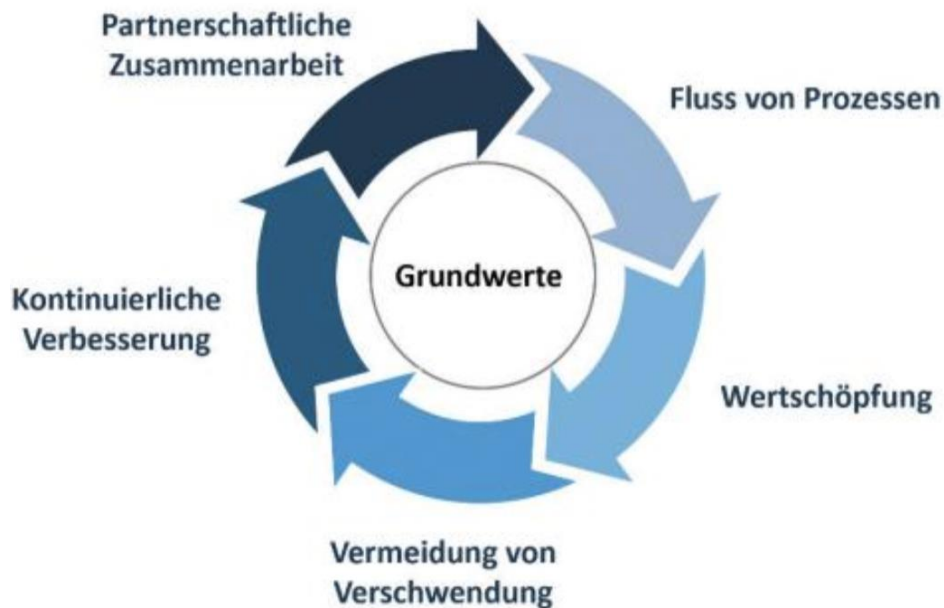 Partnerschaftliche
Zusammenarbeit
Fluss von Prozessen
Wertschöpfung
Vermeidung von
Verschwendung
Kontinuierliche
Verbesserung
Grundwerte